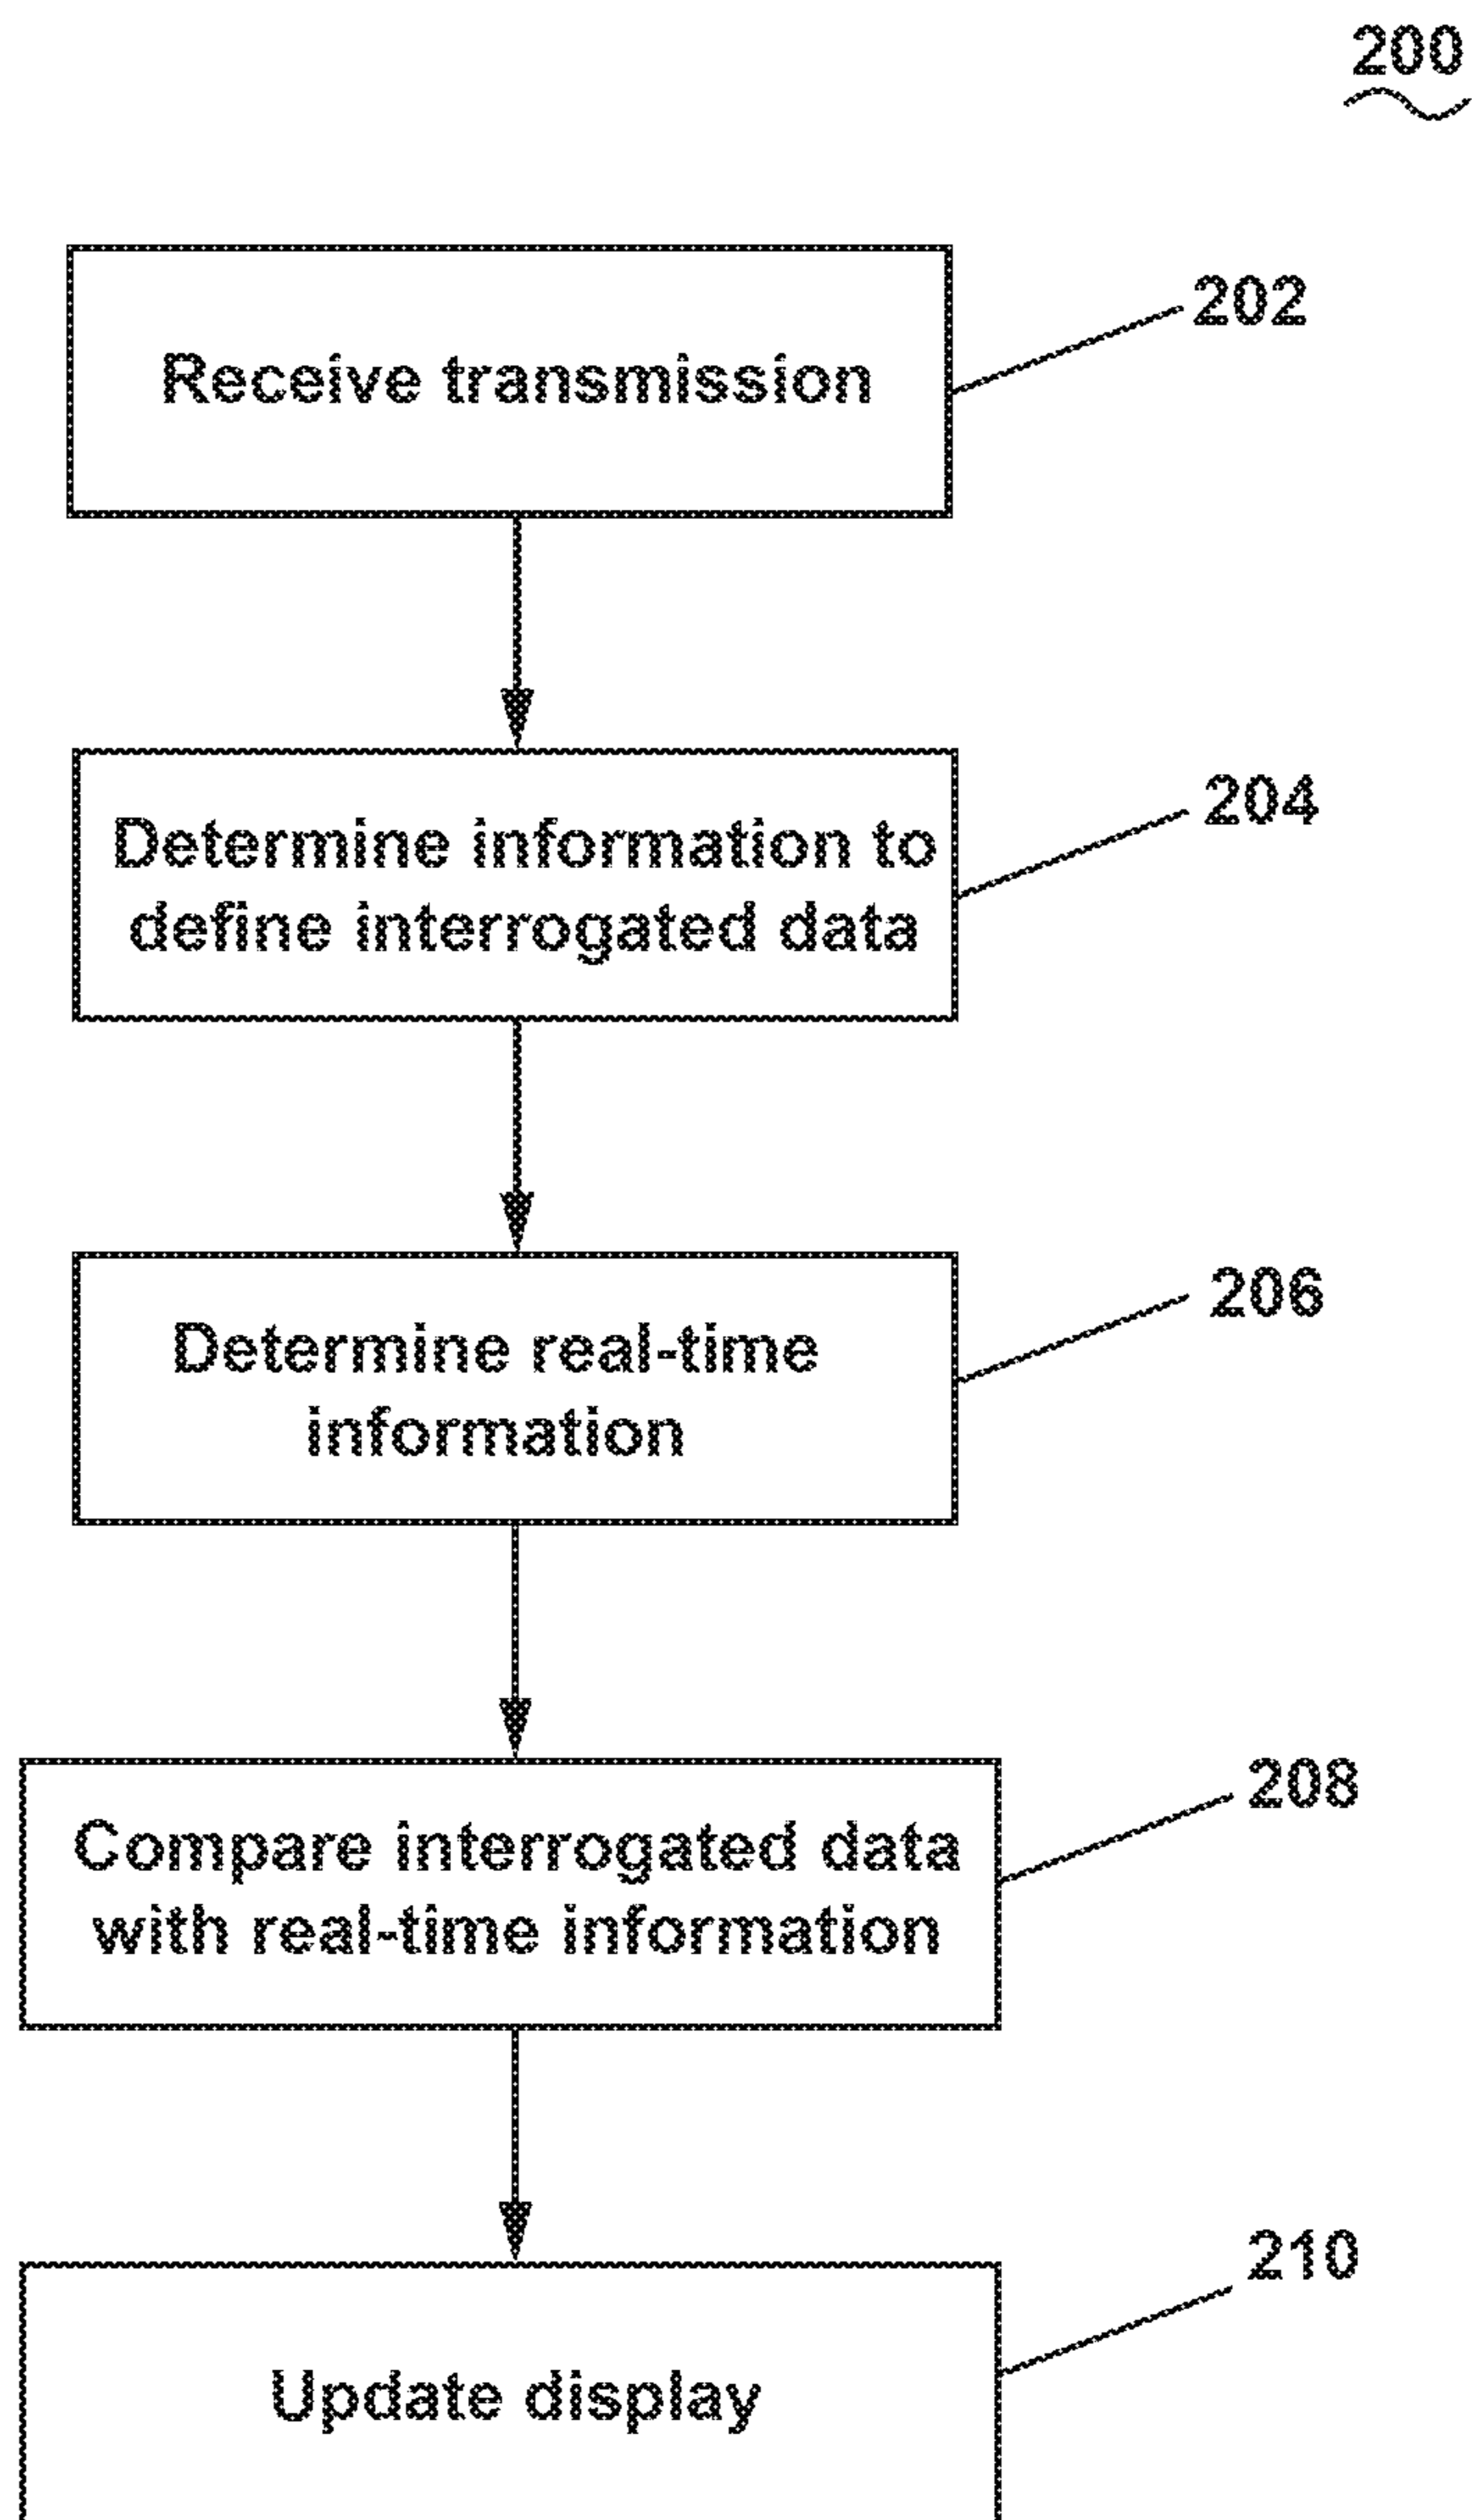 200
Receive transmission
202
Determine information to
define interrogated data
204
Determine real-time
information
206
Compare interrogated data
with real-time information
208
Update display
210